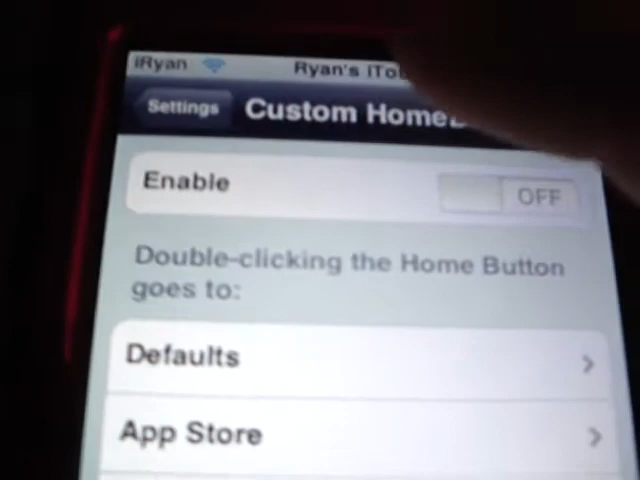 iRyan Ryan's iTo
Settings Custom Home
Enable OFF
Double-clicking the Home Button
goes to:
Defaults
App Store